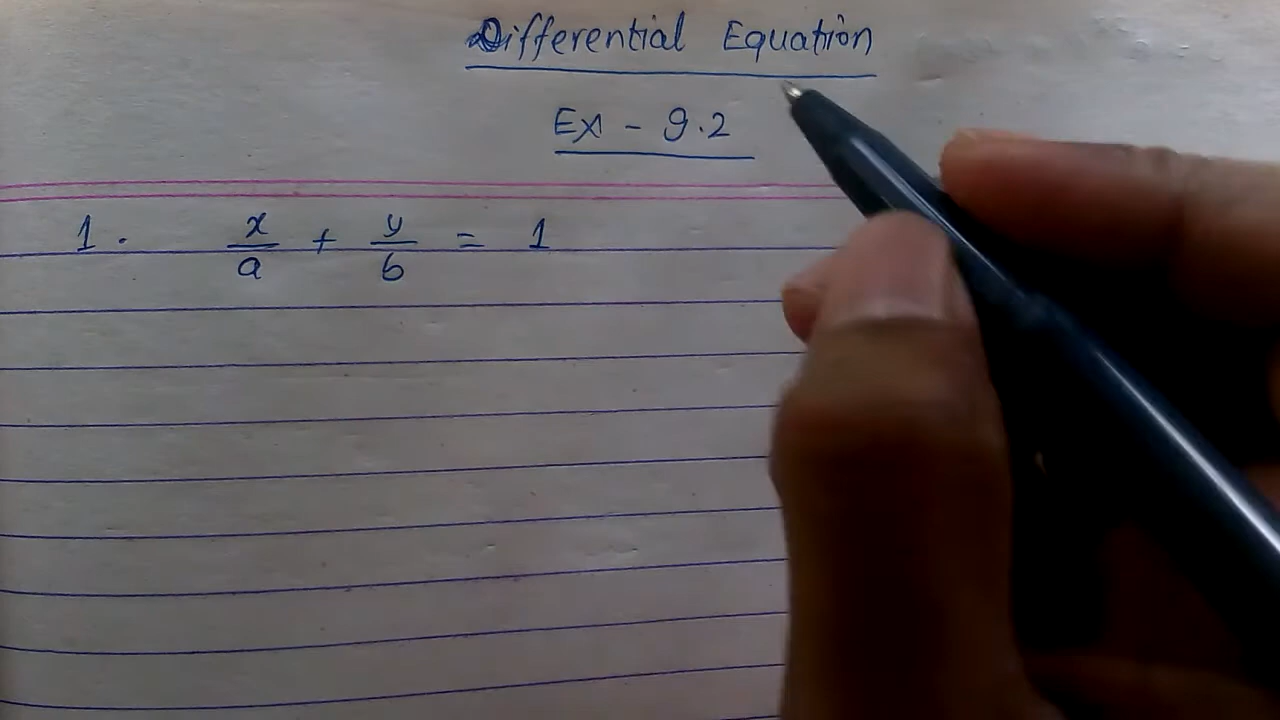 Differential Equation
Ex - 9.2
1. x/a + y/b = 1